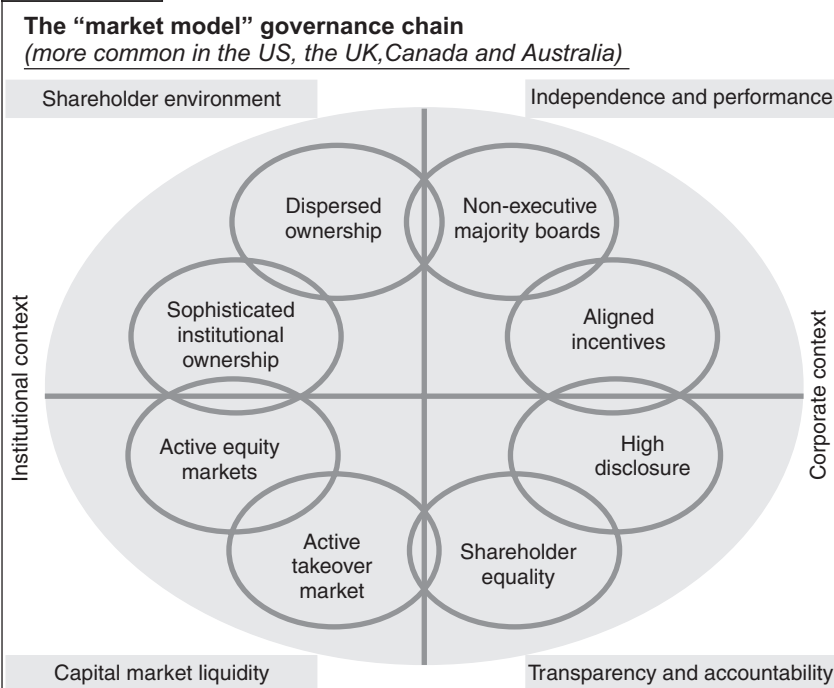 The “market model” governance chain
(more common in the US, the UK,Canada and Australia)
Shareholder environment
Independence and performance
Dispersed
ownership
Non-executive
majority boards
Sophisticated
institutional
ownership
Aligned
incentives
Institutional context
Corporate context
Active equity
markets
High
disclosure
Active
takeover
market
Shareholder
equality
Capital market liquidity
Transparency and accountability